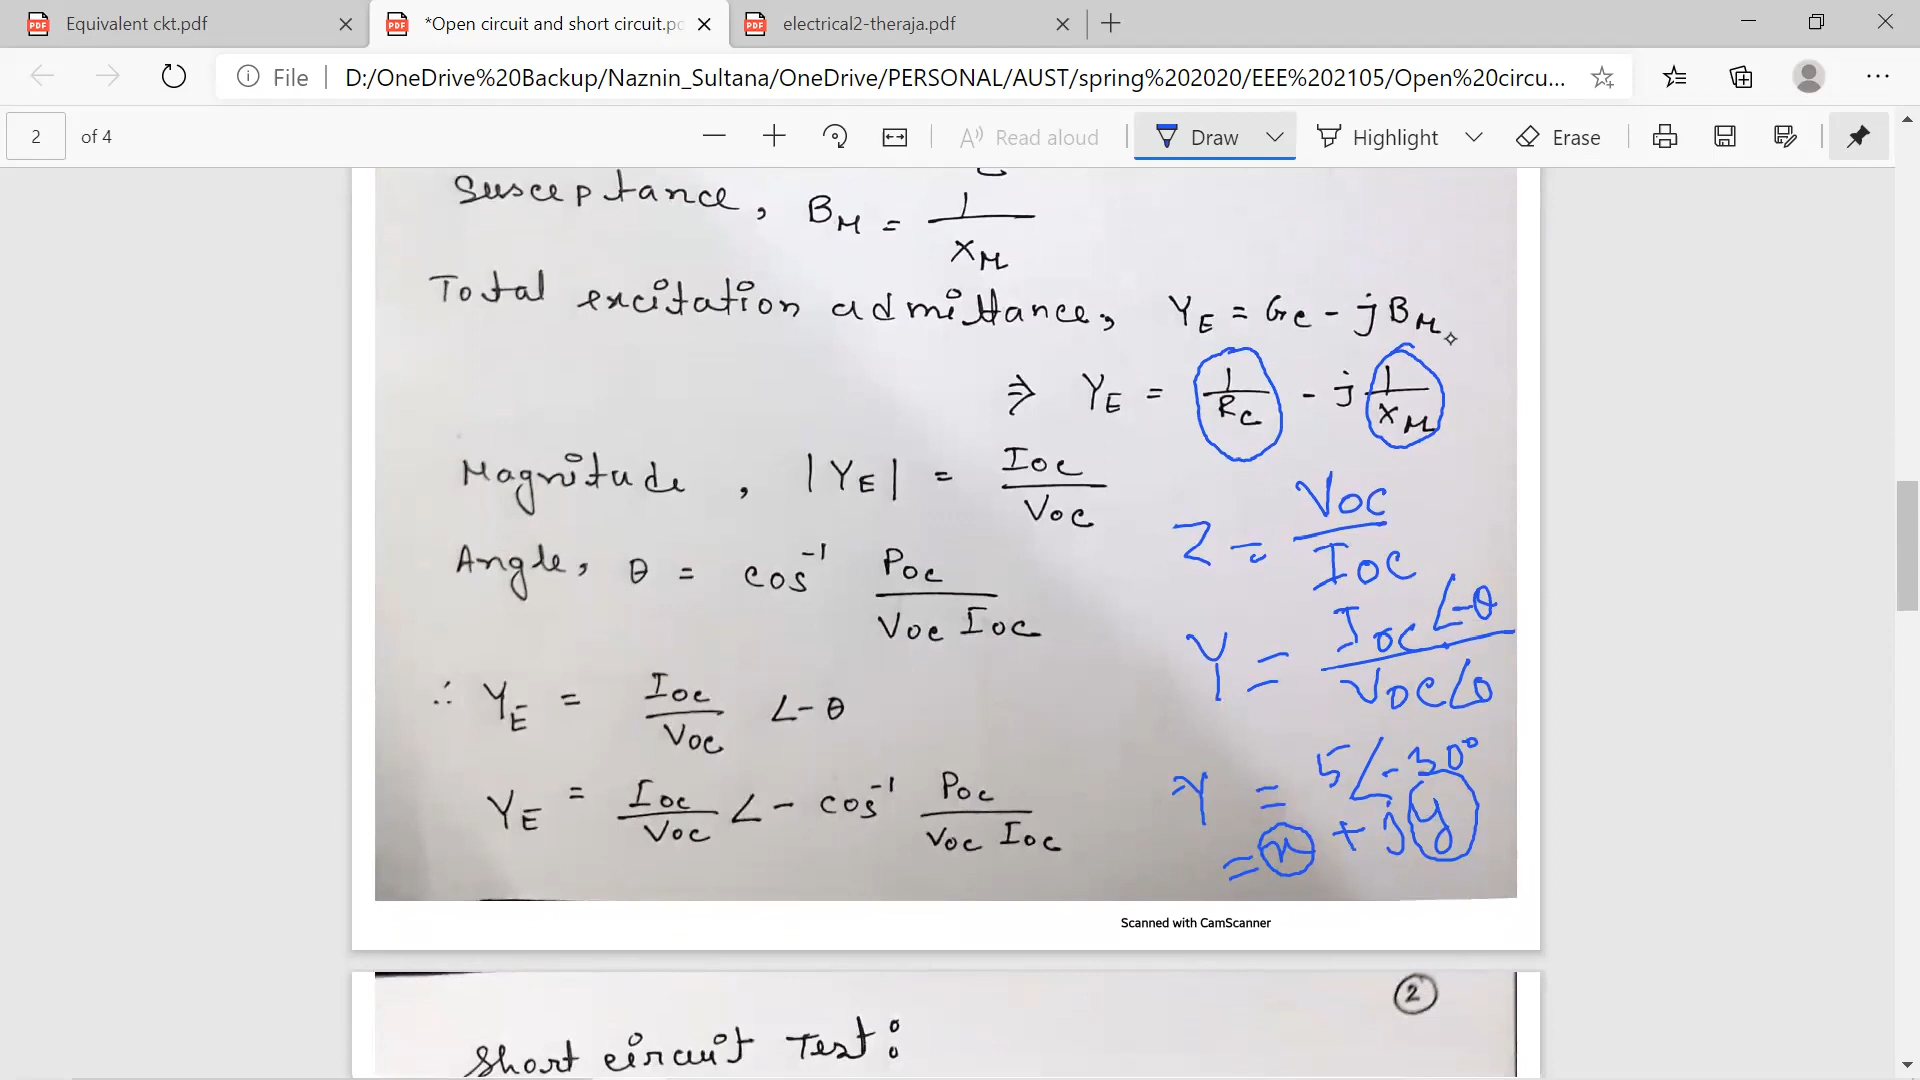 Equivalent ckt.pdf
*Open circuit and short circuit.pd
electrical2-theraja.pdf
File
D:/OneDrive%20Backup/Naznin_Sultana/OneDrive/PERSONAL/AUST/spring%202020/EEE%202105/Open%20circu...
2 of 4
Read aloud
Draw
Highlight
Erase
Susceptance, B_M = 1/X_M
Total excitation admittance, Y_E = G_C - jB_M
⇒ Y_E = 1/R_C - j 1/X_M
Magnitude, |Y_E| = I_OC/V_OC
Z = V_OC/I_OC
Angle, θ = cos⁻¹ P_OC/(V_OC I_OC)
Y = I_OC∠-θ/V_OC∠0
∴ Y_E = I_OC/V_OC ∠-θ
Y = 5∠-30°
Y_E = I_OC/V_OC ∠- cos⁻¹ P_OC/(V_OC I_OC)
= x + jy
Scanned with CamScanner
2
Short circuit Test: